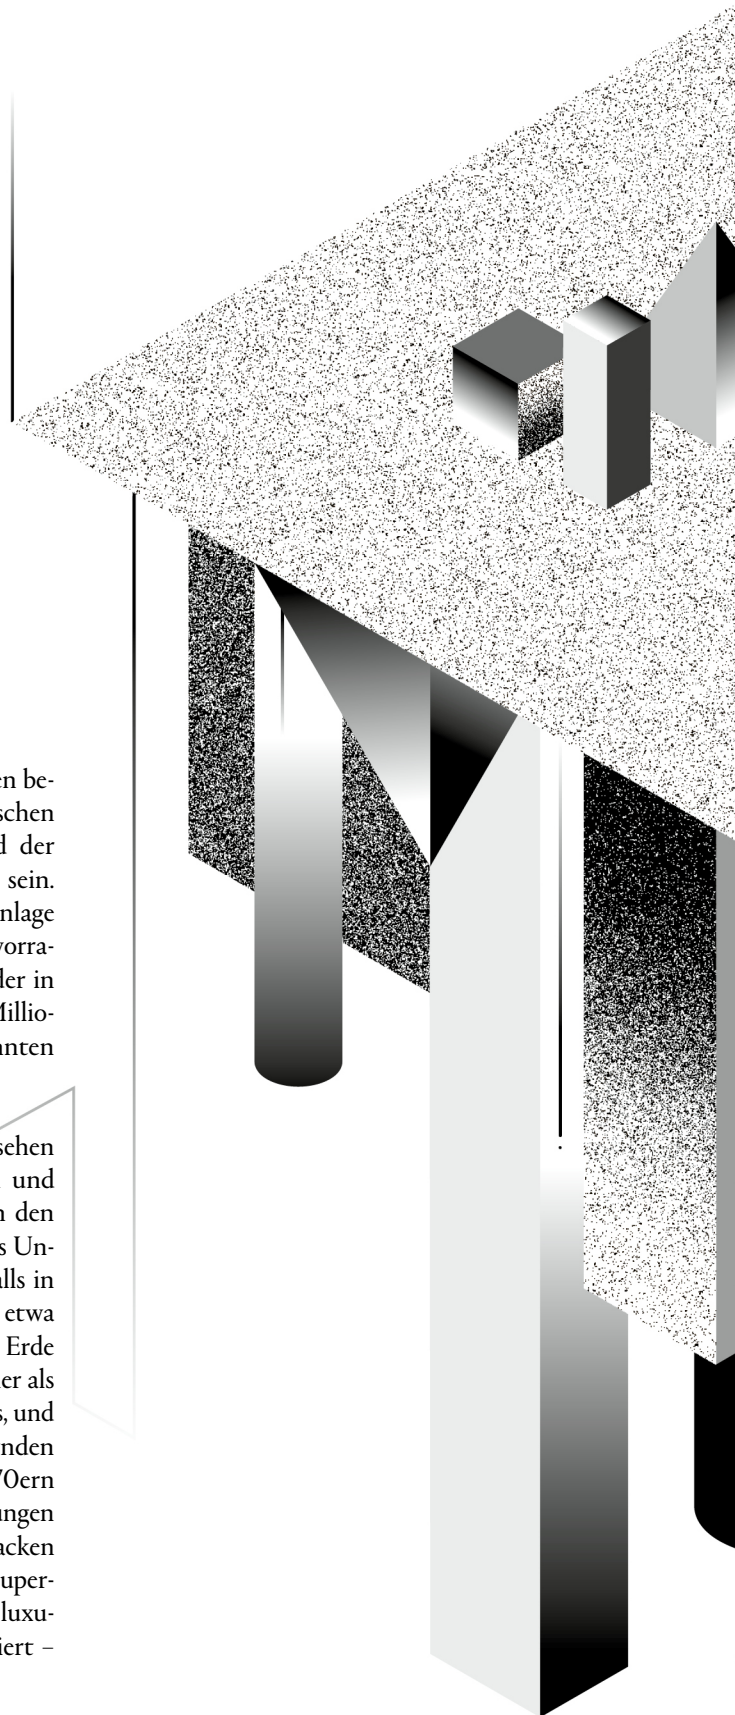 en be-
schen
d der
sein.
nlage
vorra-
der in
Millio-
nnten
sehen
und
n den
s Un-
alls in
etwa
Erde
er als
s, und
nden
70ern
ungen
acken
uper-
luxu-
iert –